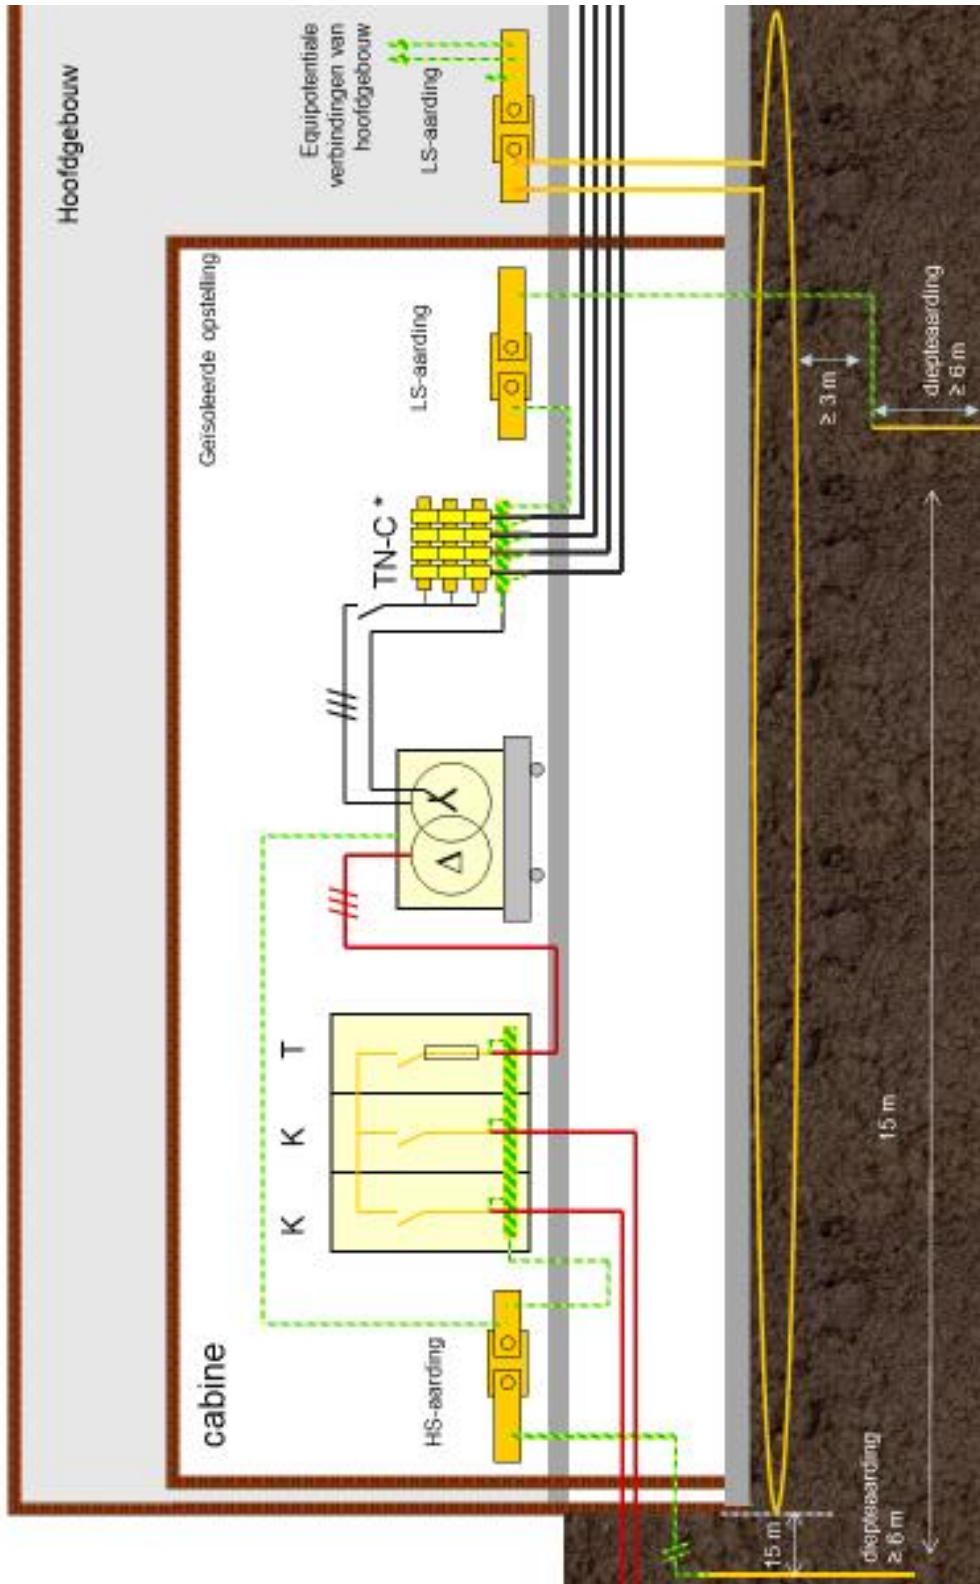 Hoofdgebouw
Equipotentiale
verbindingen van
hoofdgebouw
LS-aarding
Geïsoleerde opstelling
LS-aarding
TN-C *
cabine
HS-aarding
K
K
T
Δ
Y
≥ 3 m
diepteaarding
≥ 6 m
15 m
15 m
diepteaarding
≥ 6 m